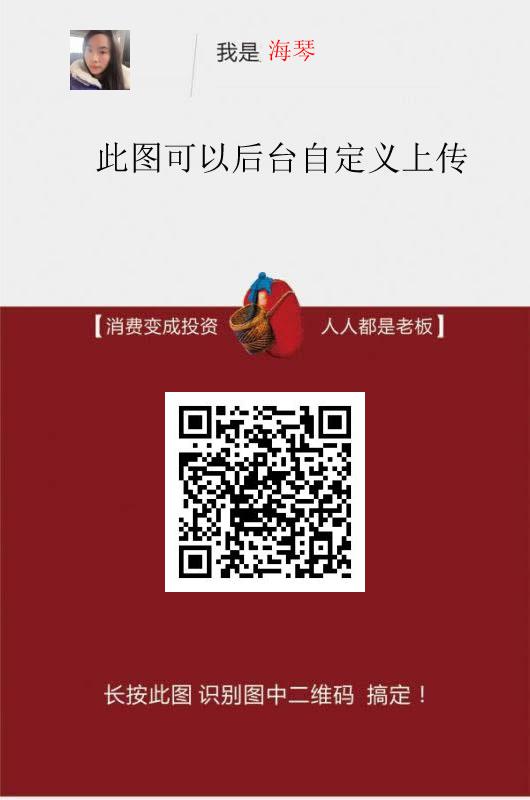 我是 海琴
此图可以后台自定义上传
【消费变成投资 人人都是老板】
长按此图 识别图中二维码 搞定！